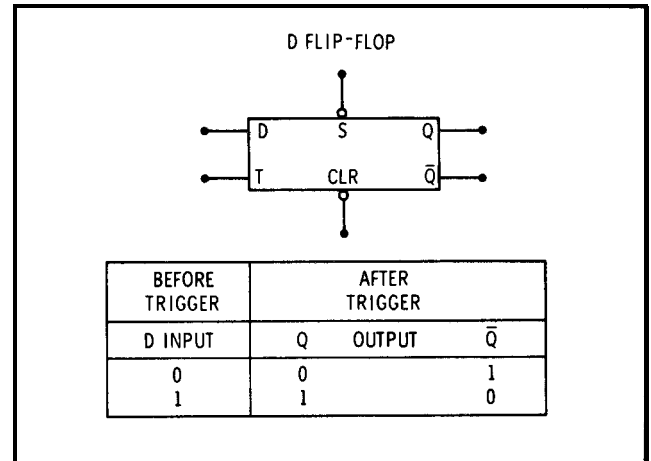 D FLIP-FLOP
D S Q
T CLR Q̅
BEFORE TRIGGER AFTER TRIGGER
D INPUT Q OUTPUT Q̅
0 0 1
1 1 0